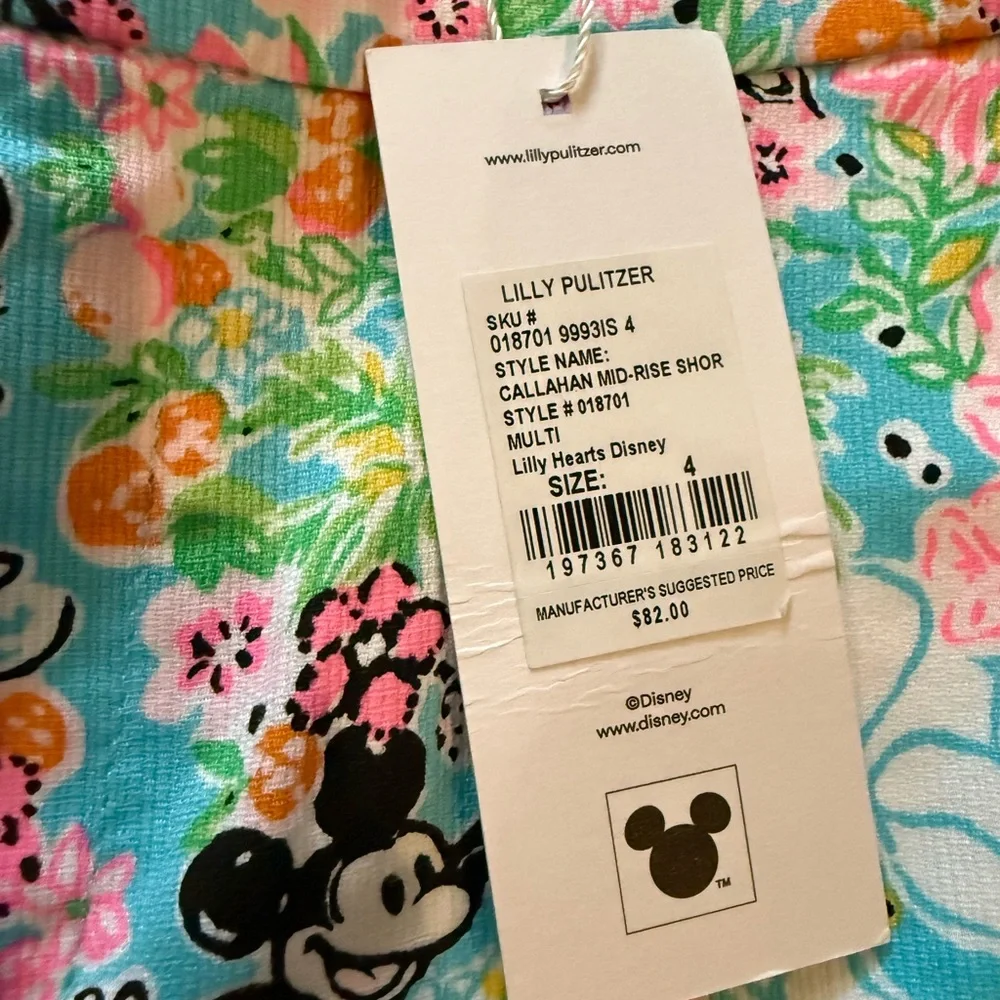 www.lillypulitzer.com
LILLY PULITZER
SKU #
018701 9993IS 4
STYLE NAME:
CALLAHAN MID-RISE SHOR
STYLE # 018701
MULTI
Lilly Hearts Disney
SIZE: 4
197367 183122
MANUFACTURER'S SUGGESTED PRICE
$82.00
©Disney
www.disney.com
TM